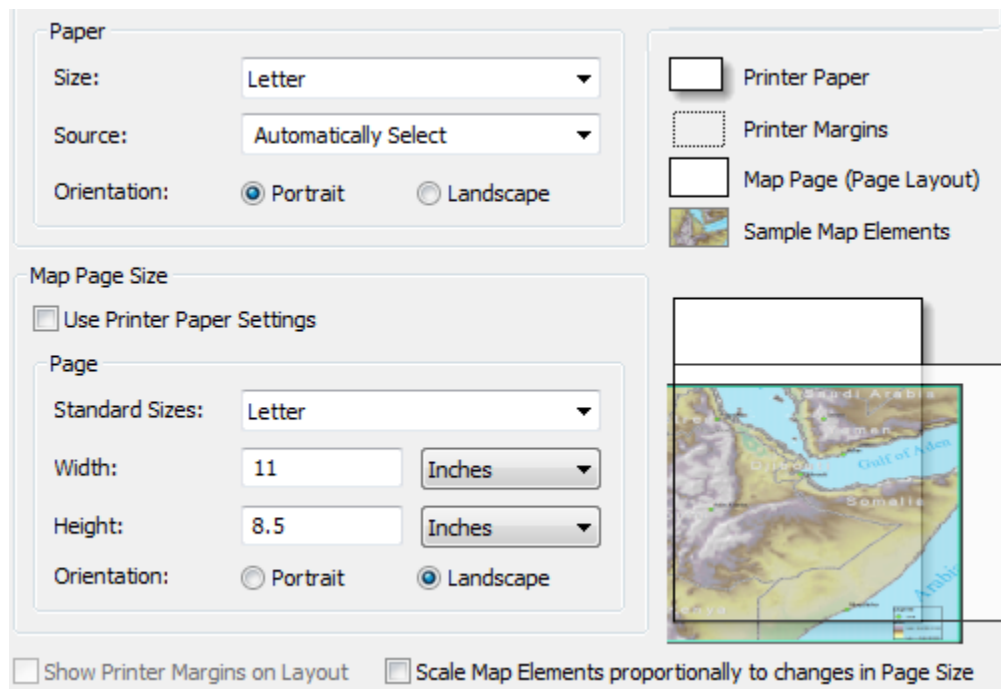 Paper
Size: Letter
Source: Automatically Select
Orientation: Portrait Landscape
Printer Paper
Printer Margins
Map Page (Page Layout)
Sample Map Elements
Map Page Size
Use Printer Paper Settings
Page
Standard Sizes: Letter
Width: 11 Inches
Height: 8.5 Inches
Orientation: Portrait Landscape
Saudi Arabia
Yemen
Gulf of Aden
Djibouti
Somalia
Show Printer Margins on Layout
Scale Map Elements proportionally to changes in Page Size